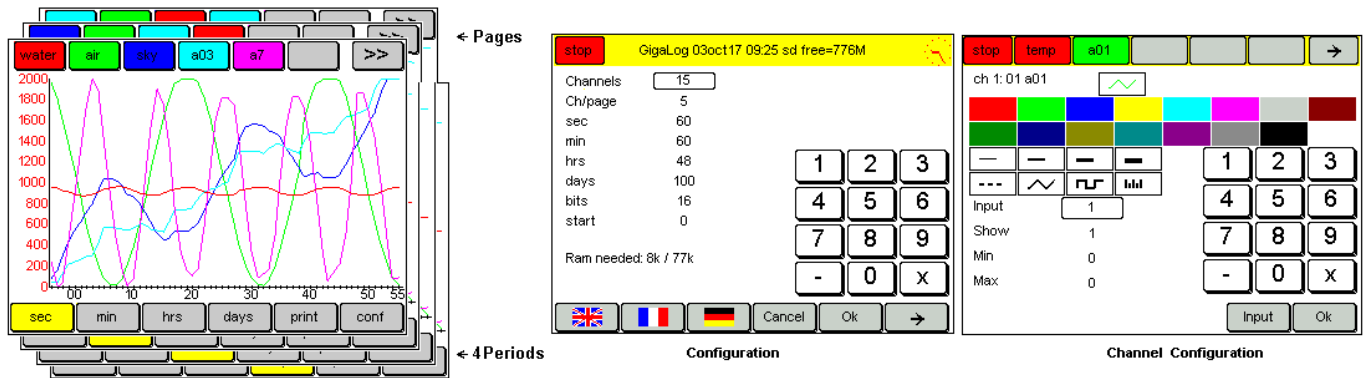 >>
>>
← Pages
water air sky a03 a7 >>
2000
1800
1600
1400
1200
1000
800
600
400
200
0
00 10 20 30 40 50 55
sec min hrs days print conf
← 4 Periods
stop GigaLog 03oct17 09:25 sd free=776M
Channels 15
Ch/page 5
sec 60
min 60
hrs 48
days 100
bits 16
start 0
Ram needed: 8k / 77k
1 2 3
4 5 6
7 8 9
- 0 x
Cancel Ok →
Configuration
stop temp a01 →
ch 1: 01 a01
Input 1
Show 1
Min 0
Max 0
1 2 3
4 5 6
7 8 9
- 0 x
Input Ok
Channel Configuration